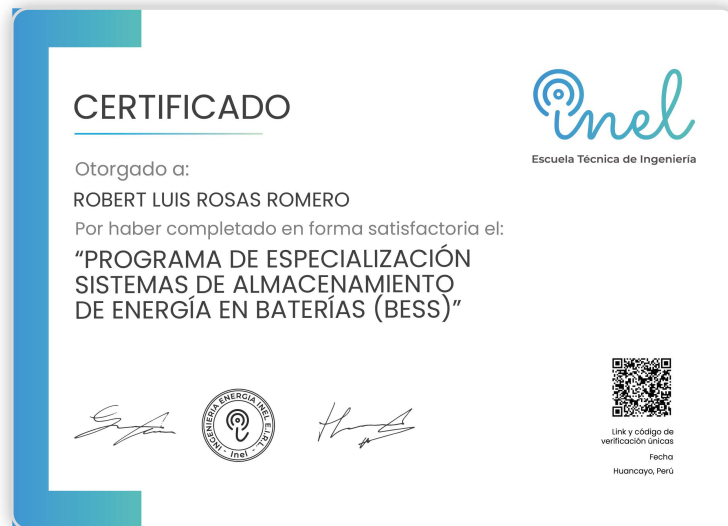 CERTIFICADO
inel
Escuela Técnica de Ingeniería
Otorgado a:
ROBERT LUIS ROSAS ROMERO
Por haber completado en forma satisfactoria el:
“PROGRAMA DE ESPECIALIZACIÓN
SISTEMAS DE ALMACENAMIENTO
DE ENERGÍA EN BATERÍAS (BESS)”
INGENIERIA ENERGIA INEL E.I.R.L.
- Inel -
Link y código de
verificación únicas
Fecha
Huancayo, Perú